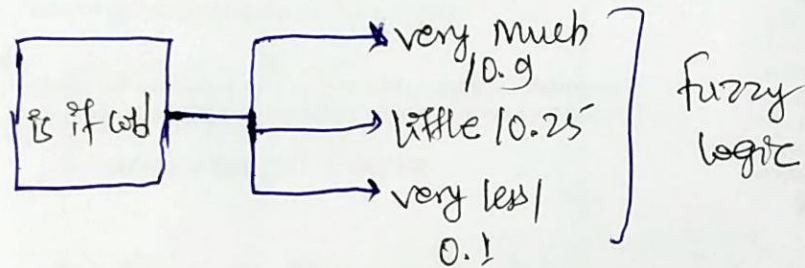 is it cold
very much
/0.9
little /0.25
very less/
0.1
fuzzy
logic